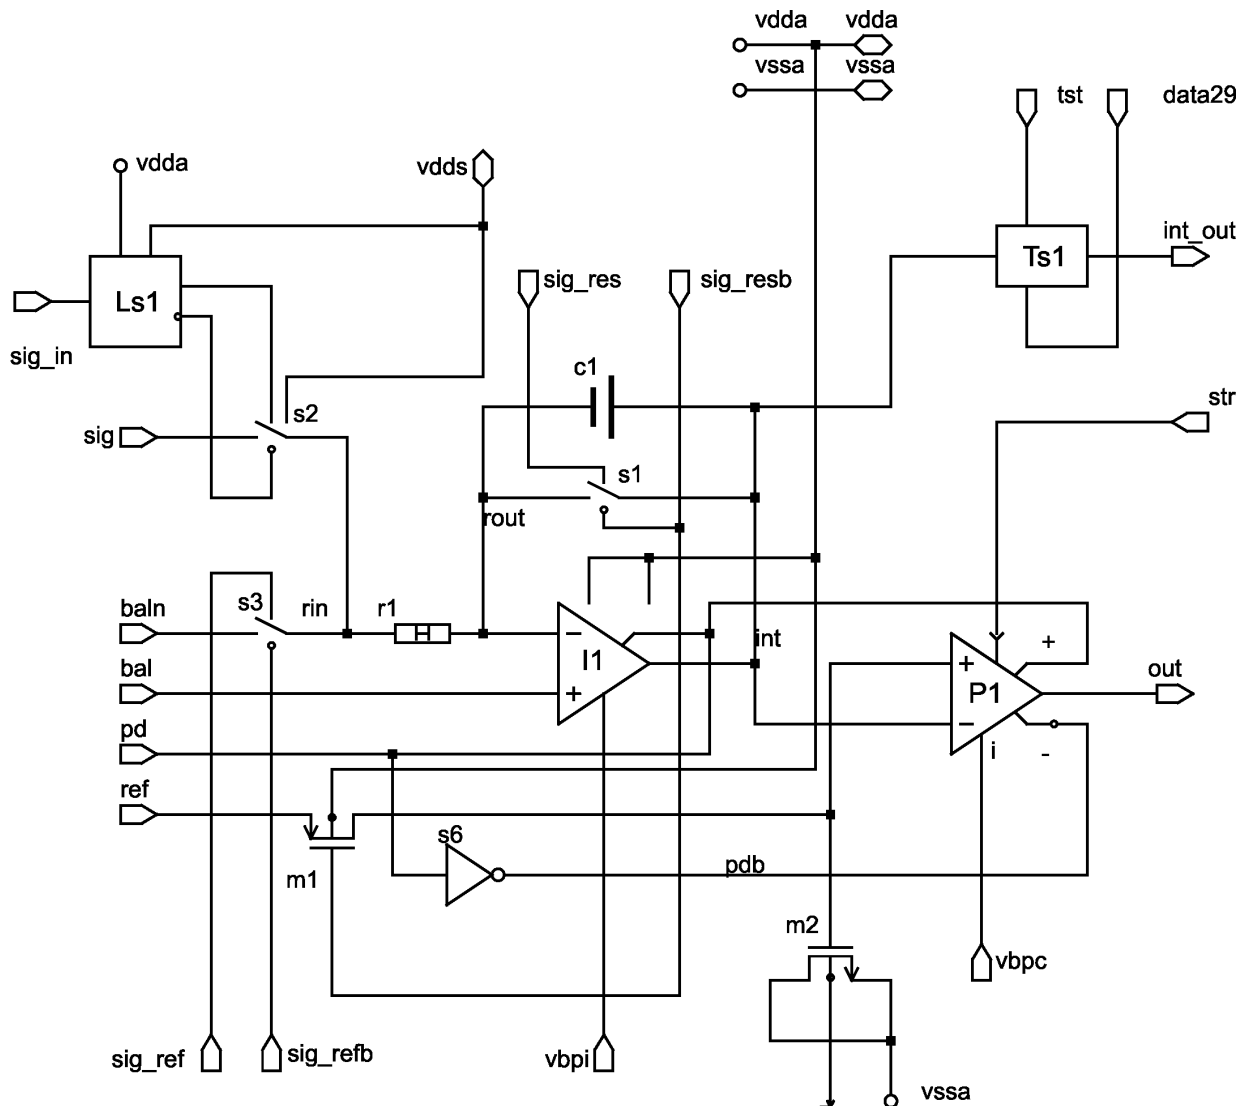 vdda vdda
vssa vssa
tst data29
vdda
vdds
int_out
Ts1
sig_res sig_resb
Ls1
sig_in
c1
s2
str
sig
s1
rout
s3
baln rin r1 H
int
− I1 +
+ P1 −
+
out
bal
pd
i -
ref
s6
m1
pdb
m2
vbpc
sig_ref sig_refb vbpi
vssa